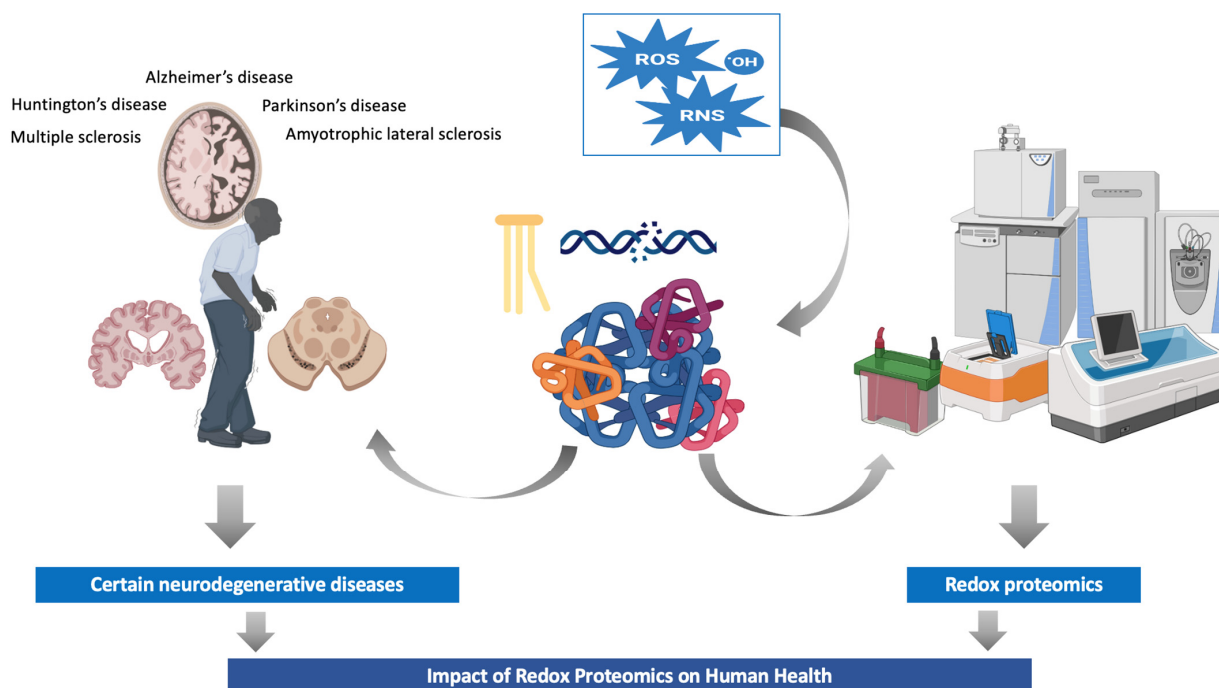 Alzheimer's disease
Huntington's disease
Parkinson's disease
Multiple sclerosis
Amyotrophic lateral sclerosis
ROS
•OH
RNS
Certain neurodegenerative diseases
Redox proteomics
Impact of Redox Proteomics on Human Health